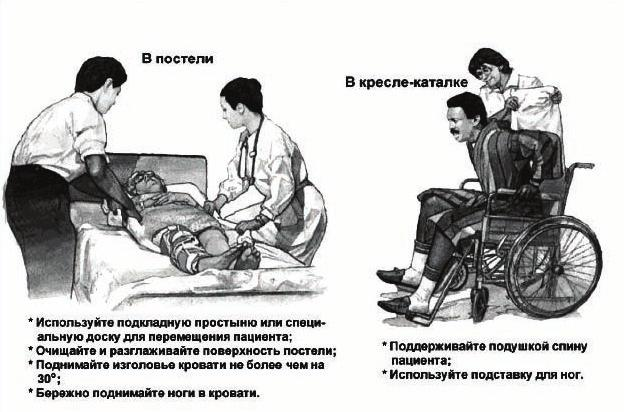 В постели
* Используйте подкладную простыню или специ-
альную доску для перемещения пациента;
* Очищайте и разглаживайте поверхность постели;
* Поднимайте изголовье кровати не более чем на
30°;
* Бережно поднимайте ноги в кровати.
В кресле-каталке
* Поддерживайте подушкой спину
пациента;
* Используйте подставку для ног.